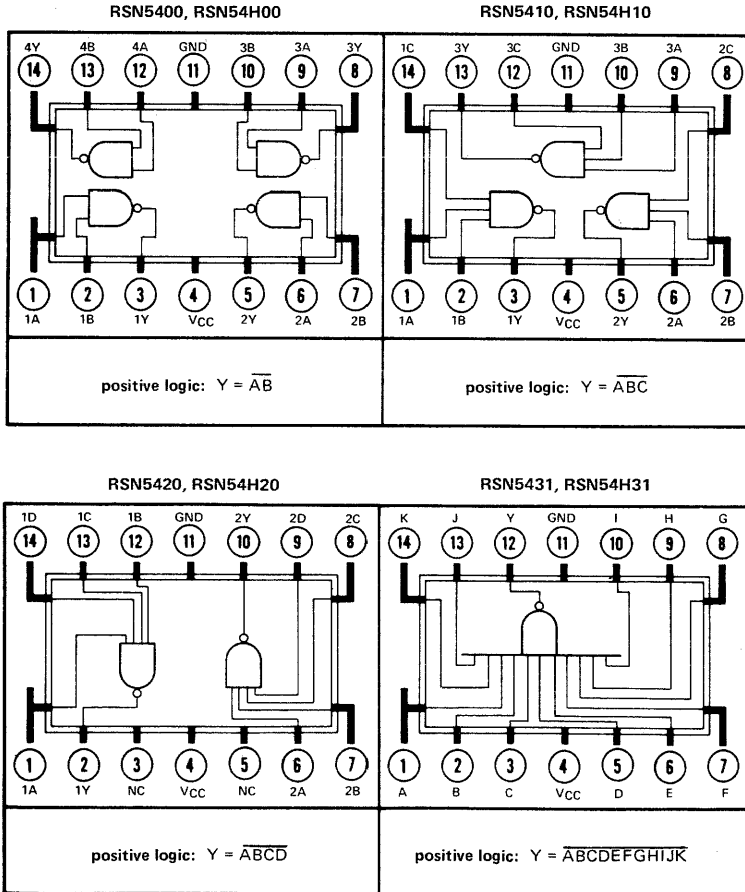 RSN5400, RSN54H00
4Y 4B 4A GND 3B 3A 3Y
14 13 12 11 10 9 8
1 2 3 4 5 6 7
1A 1B 1Y VCC 2Y 2A 2B
positive logic: Y = A̅B̅
RSN5410, RSN54H10
1C 3Y 3C GND 3B 3A 2C
14 13 12 11 10 9 8
1 2 3 4 5 6 7
1A 1B 1Y VCC 2Y 2A 2B
positive logic: Y = A̅B̅C̅
RSN5420, RSN54H20
1D 1C 1B GND 2Y 2D 2C
14 13 12 11 10 9 8
1 2 3 4 5 6 7
1A 1Y NC VCC NC 2A 2B
positive logic: Y = A̅B̅C̅D̅
RSN5431, RSN54H31
K J Y GND I H G
14 13 12 11 10 9 8
1 2 3 4 5 6 7
A B C VCC D E F
positive logic: Y = A̅B̅C̅D̅E̅F̅G̅H̅I̅J̅K̅